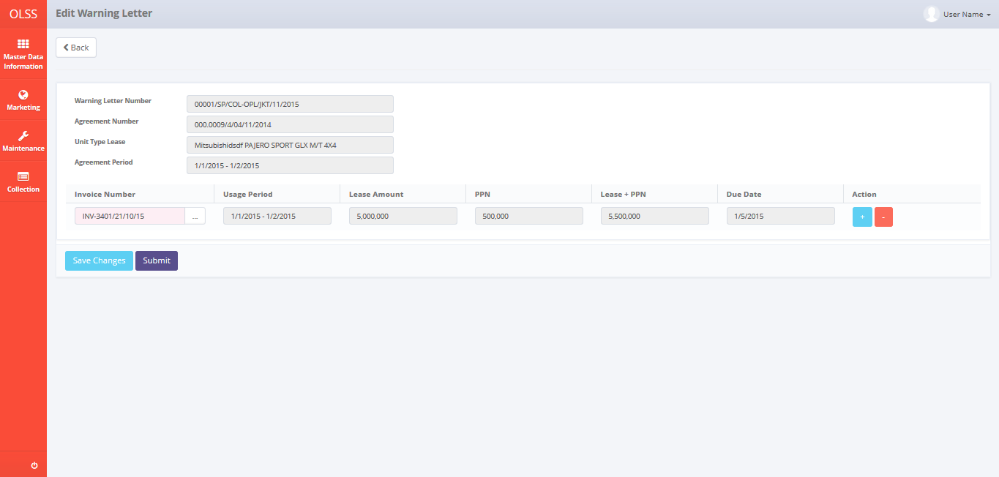 OLSS
Edit Warning Letter
User Name
Master Data
Information
Marketing
Maintenance
Collection
Back
Warning Letter Number
00001/SP/COL-OPL/JKT/11/2015
Agreement Number
000.0009/4/04/11/2014
Unit Type Lease
Mitsubishidsdf PAJERO SPORT GLX M/T 4X4
Agreement Period
1/1/2015 - 1/2/2015
Invoice Number Usage Period Lease Amount PPN Lease + PPN Due Date Action
INV-3401/21/10/15 ... 1/1/2015 - 1/2/2015 5,000,000 500,000 5,500,000 1/5/2015 + -
Save Changes Submit